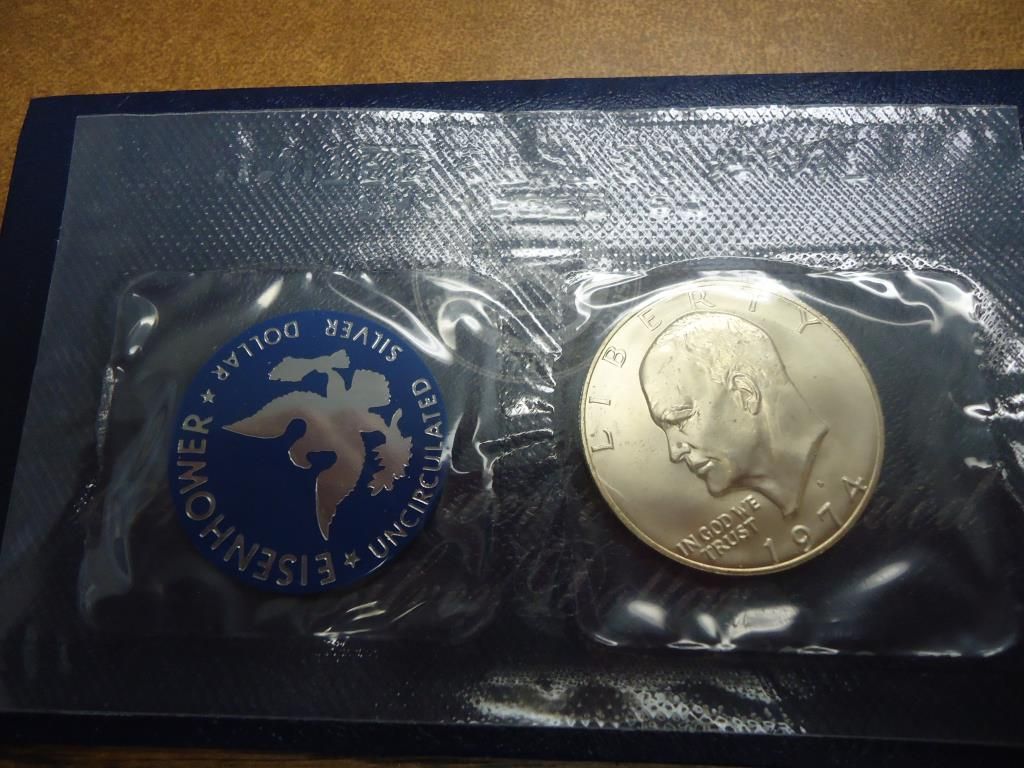 EISENHOWER ★ UNCIRCULATED SILVER DOLLAR ★
LIBERTY
IN GOD WE
TRUST
1974